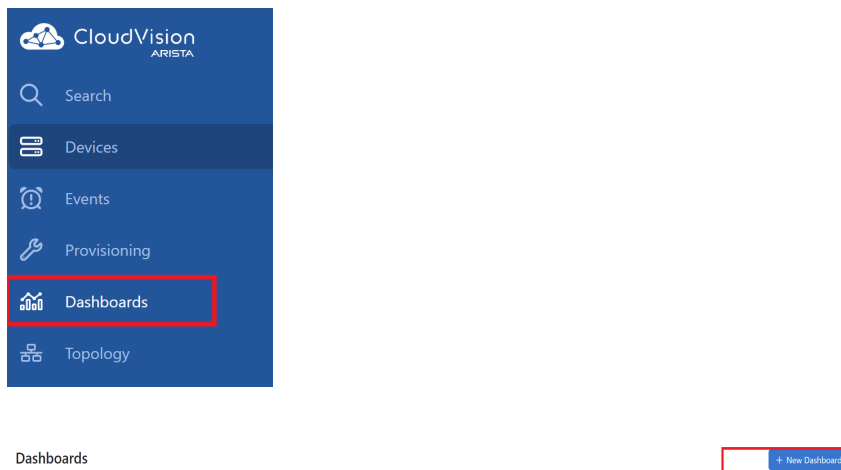 CloudVision
ARISTA
Search
Devices
Events
Provisioning
Dashboards
Topology
Dashboards
+ New Dashboard